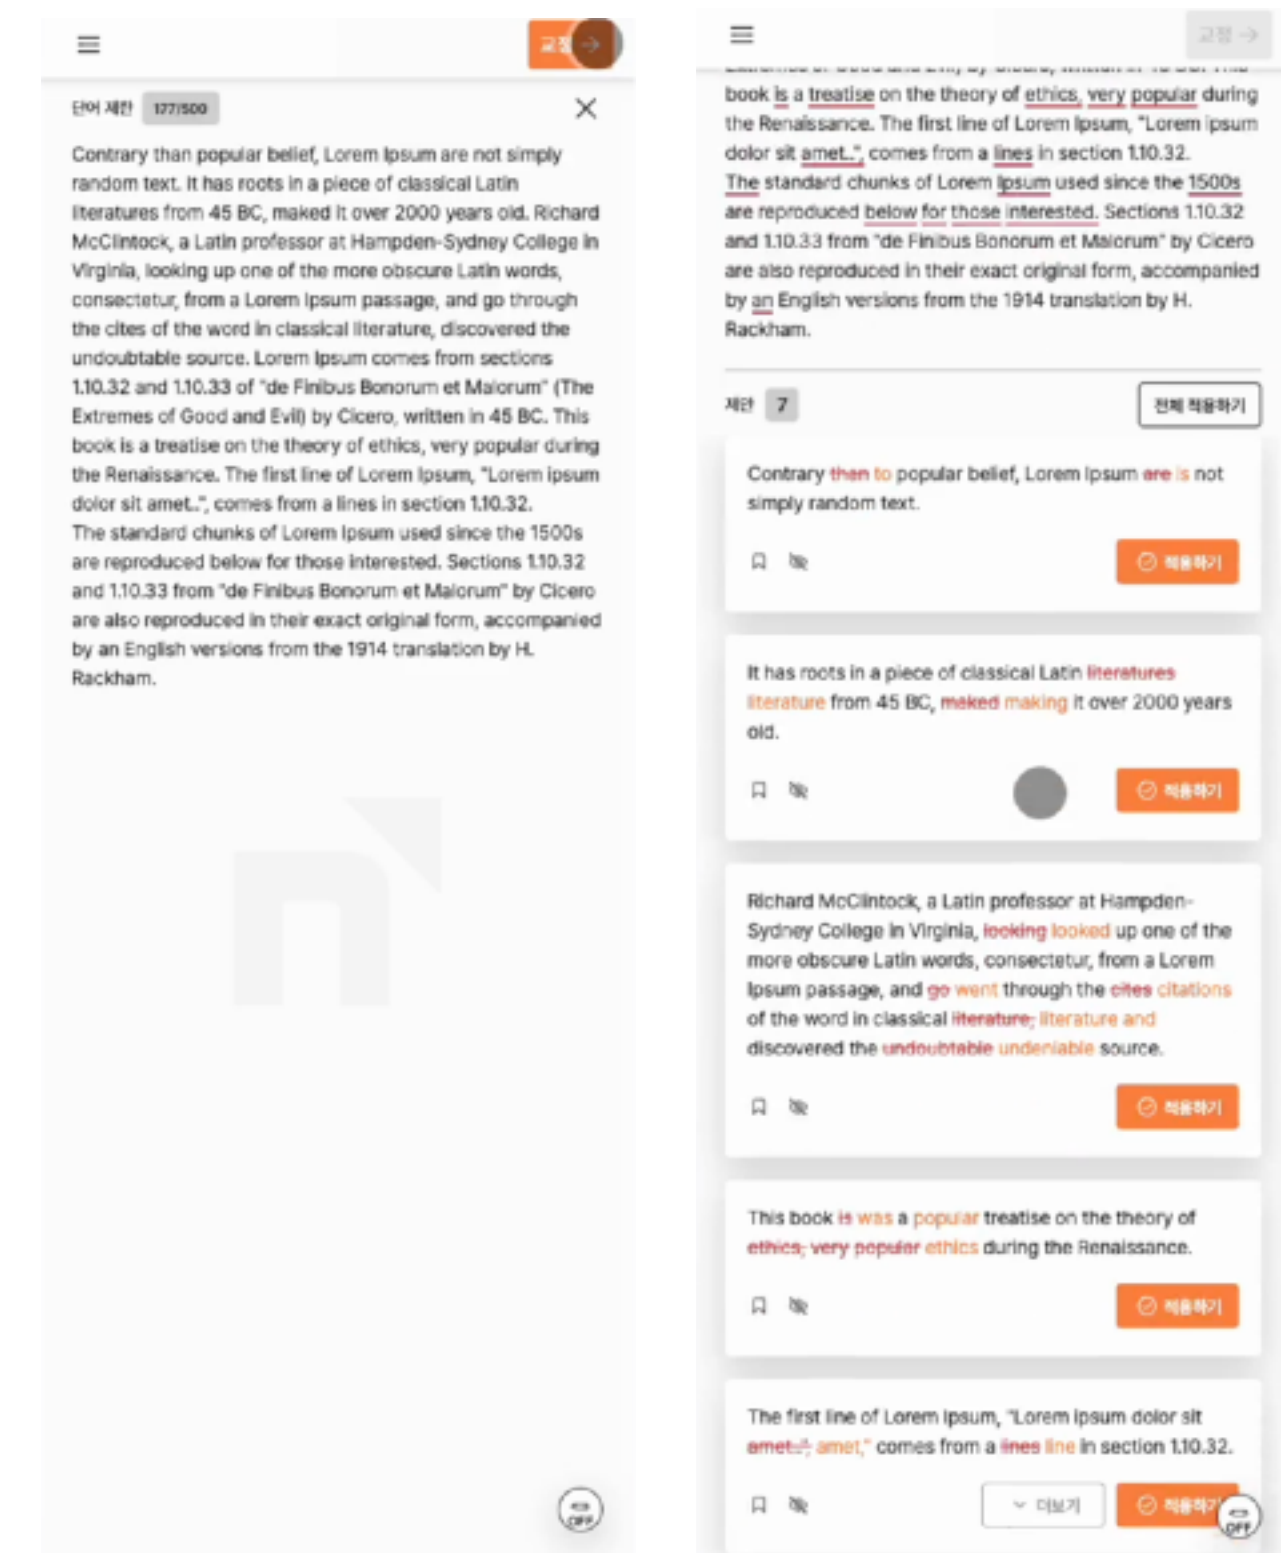 교정 →
단어 제한 177/500
Contrary than popular belief, Lorem Ipsum are not simply
random text. It has roots in a piece of classical Latin
literatures from 45 BC, maked it over 2000 years old. Richard
McClintock, a Latin professor at Hampden-Sydney College in
Virginia, looking up one of the more obscure Latin words,
consectetur, from a Lorem Ipsum passage, and go through
the cites of the word in classical literature, discovered the
undoubtable source. Lorem Ipsum comes from sections
1.10.32 and 1.10.33 of "de Finibus Bonorum et Malorum" (The
Extremes of Good and Evil) by Cicero, written in 45 BC. This
book is a treatise on the theory of ethics, very popular during
the Renaissance. The first line of Lorem Ipsum, "Lorem ipsum
dolor sit amet..", comes from a lines in section 1.10.32.
The standard chunks of Lorem Ipsum used since the 1500s
are reproduced below for those interested. Sections 1.10.32
and 1.10.33 from "de Finibus Bonorum et Malorum" by Cicero
are also reproduced in their exact original form, accompanied
by an English versions from the 1914 translation by H.
Rackham.
n
OFF
교정 →
Extremes of Good and Evil) by Cicero, written in 45 BC. This
book is a treatise on the theory of ethics, very popular during
the Renaissance. The first line of Lorem Ipsum, "Lorem ipsum
dolor sit amet..", comes from a lines in section 1.10.32.
The standard chunks of Lorem Ipsum used since the 1500s
are reproduced below for those interested. Sections 1.10.32
and 1.10.33 from "de Finibus Bonorum et Malorum" by Cicero
are also reproduced in their exact original form, accompanied
by an English versions from the 1914 translation by H.
Rackham.
제안 7 전체 적용하기
Contrary than to popular belief, Lorem Ipsum are is not
simply random text.
적용하기
It has roots in a piece of classical Latin literatures
literature from 45 BC, maked making it over 2000 years
old.
적용하기
Richard McClintock, a Latin professor at Hampden-
Sydney College in Virginia, looking looked up one of the
more obscure Latin words, consectetur, from a Lorem
Ipsum passage, and go went through the cites citations
of the word in classical literature, literature and
discovered the undoubtable undeniable source.
적용하기
This book is was a popular treatise on the theory of
ethics, very popular ethics during the Renaissance.
적용하기
The first line of Lorem Ipsum, "Lorem ipsum dolor sit
amet..", amet," comes from a lines line in section 1.10.32.
더보기 적용하기
OFF